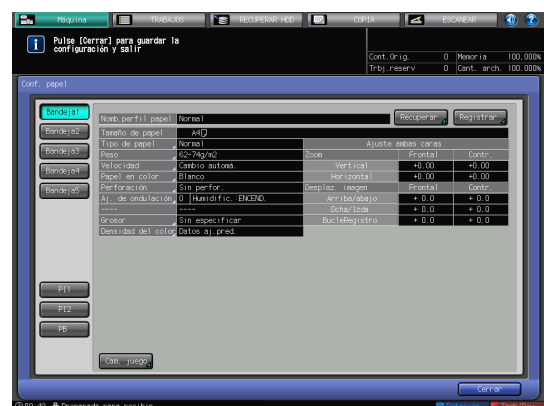 Máquina TRABAJOS RECUPERAR HDD COPIA ESCANEAR
Pulse [Cerrar] para guardar la
configuración y salir
Cont.Orig. 0 Memoria 100.000%
Trbj.reserv 0 Cant. arch. 100.000%
Conf. papel
Bandeja1
Bandeja2
Bandeja3
Bandeja4
Bandeja5
PI1
PI2
PB
Nomb.perfil papel Normal Recuperar Registrar
Tamaño de papel A4
Tipo de papel Normal Ajuste ambas caras
Peso 62-74g/m2 Zoom Frontal Contr.
Velocidad Cambio automá. Vertical +0.00 +0.00
Papel en color Blanco Horizontal +0.00 +0.00
Perforación Sin perfor. Desplaz. imagen Frontal Contr.
Aj. de ondulación 0 |Humidific.:ENCEND. Arriba/abajo + 0.0 + 0.0
---- ---- Dcha/Izda + 0.0 + 0.0
Grosor Sin especificar BucleRegistro + 0.0 + 0.0
Densidad del color Datos aj.pred.
Cam. juego
Cerrar